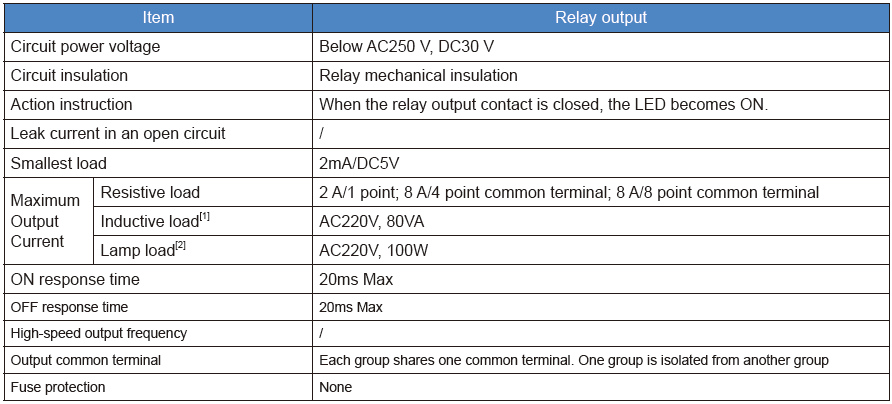 Item Relay output
Circuit power voltage Below AC250 V, DC30 V
Circuit insulation Relay mechanical insulation
Action instruction When the relay output contact is closed, the LED becomes ON.
Leak current in an open circuit /
Smallest load 2mA/DC5V
Maximum Output Current
Resistive load 2 A/1 point; 8 A/4 point common terminal; 8 A/8 point common terminal
Inductive load[1] AC220V, 80VA
Lamp load[2] AC220V, 100W
ON response time 20ms Max
OFF response time 20ms Max
High-speed output frequency /
Output common terminal Each group shares one common terminal. One group is isolated from another group
Fuse protection None